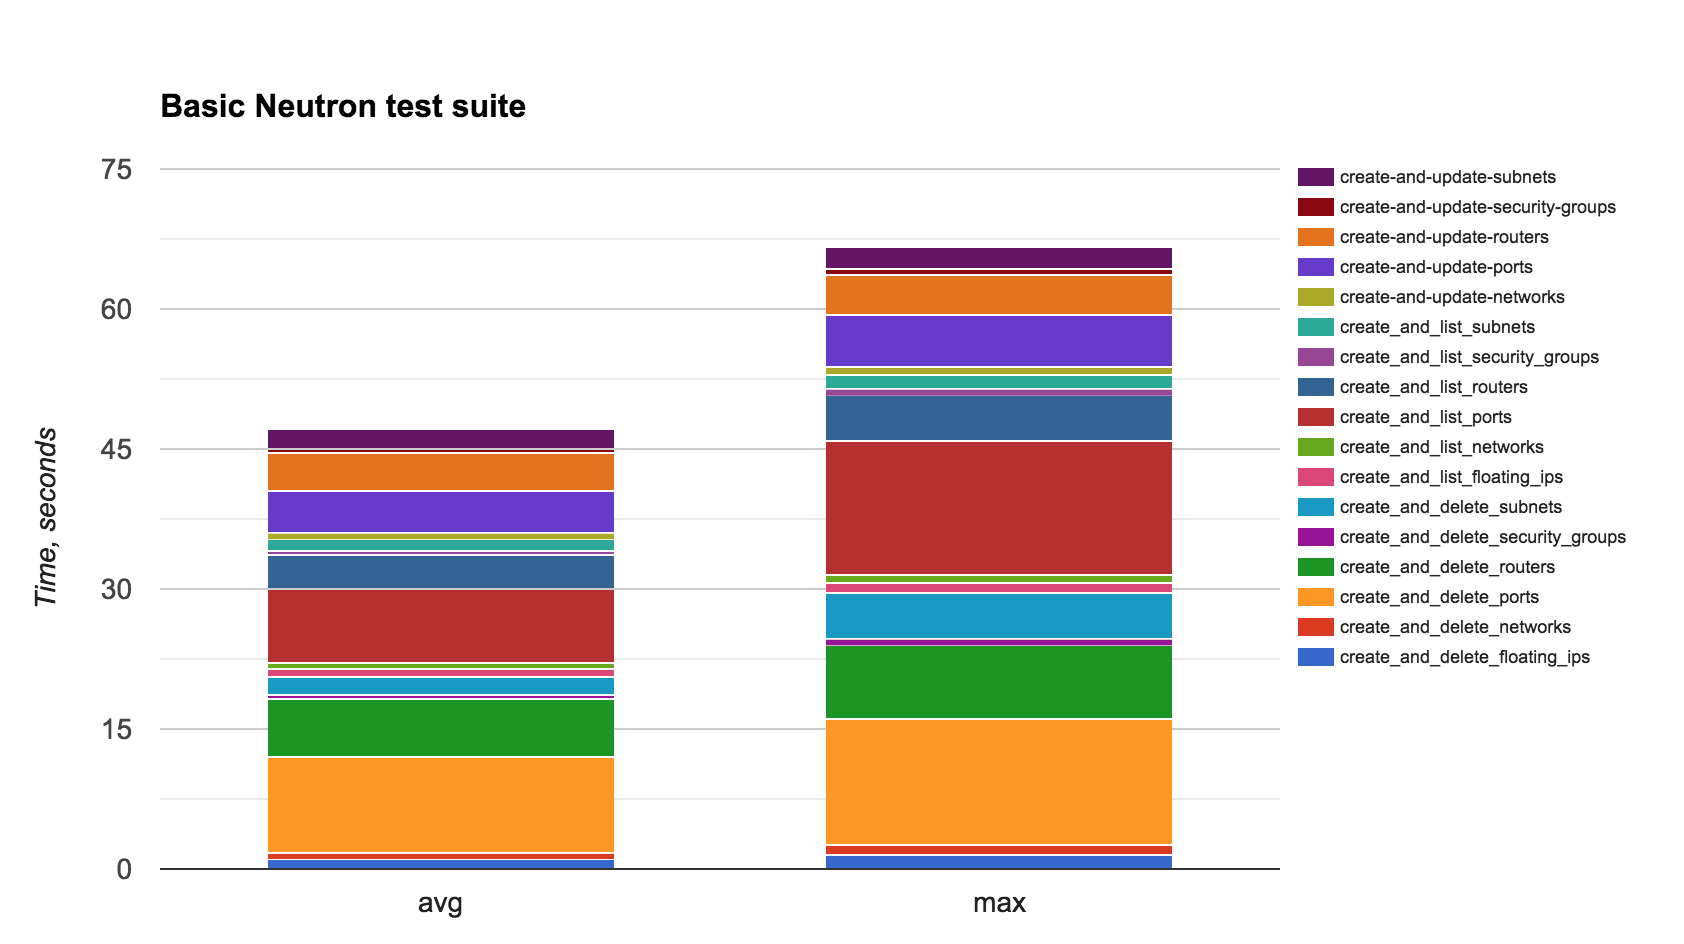 Basic Neutron test suite
75
60
45
30
15
0
Time, seconds
avg
max
create-and-update-subnets
create-and-update-security-groups
create-and-update-routers
create-and-update-ports
create-and-update-networks
create_and_list_subnets
create_and_list_security_groups
create_and_list_routers
create_and_list_ports
create_and_list_networks
create_and_list_floating_ips
create_and_delete_subnets
create_and_delete_security_groups
create_and_delete_routers
create_and_delete_ports
create_and_delete_networks
create_and_delete_floating_ips